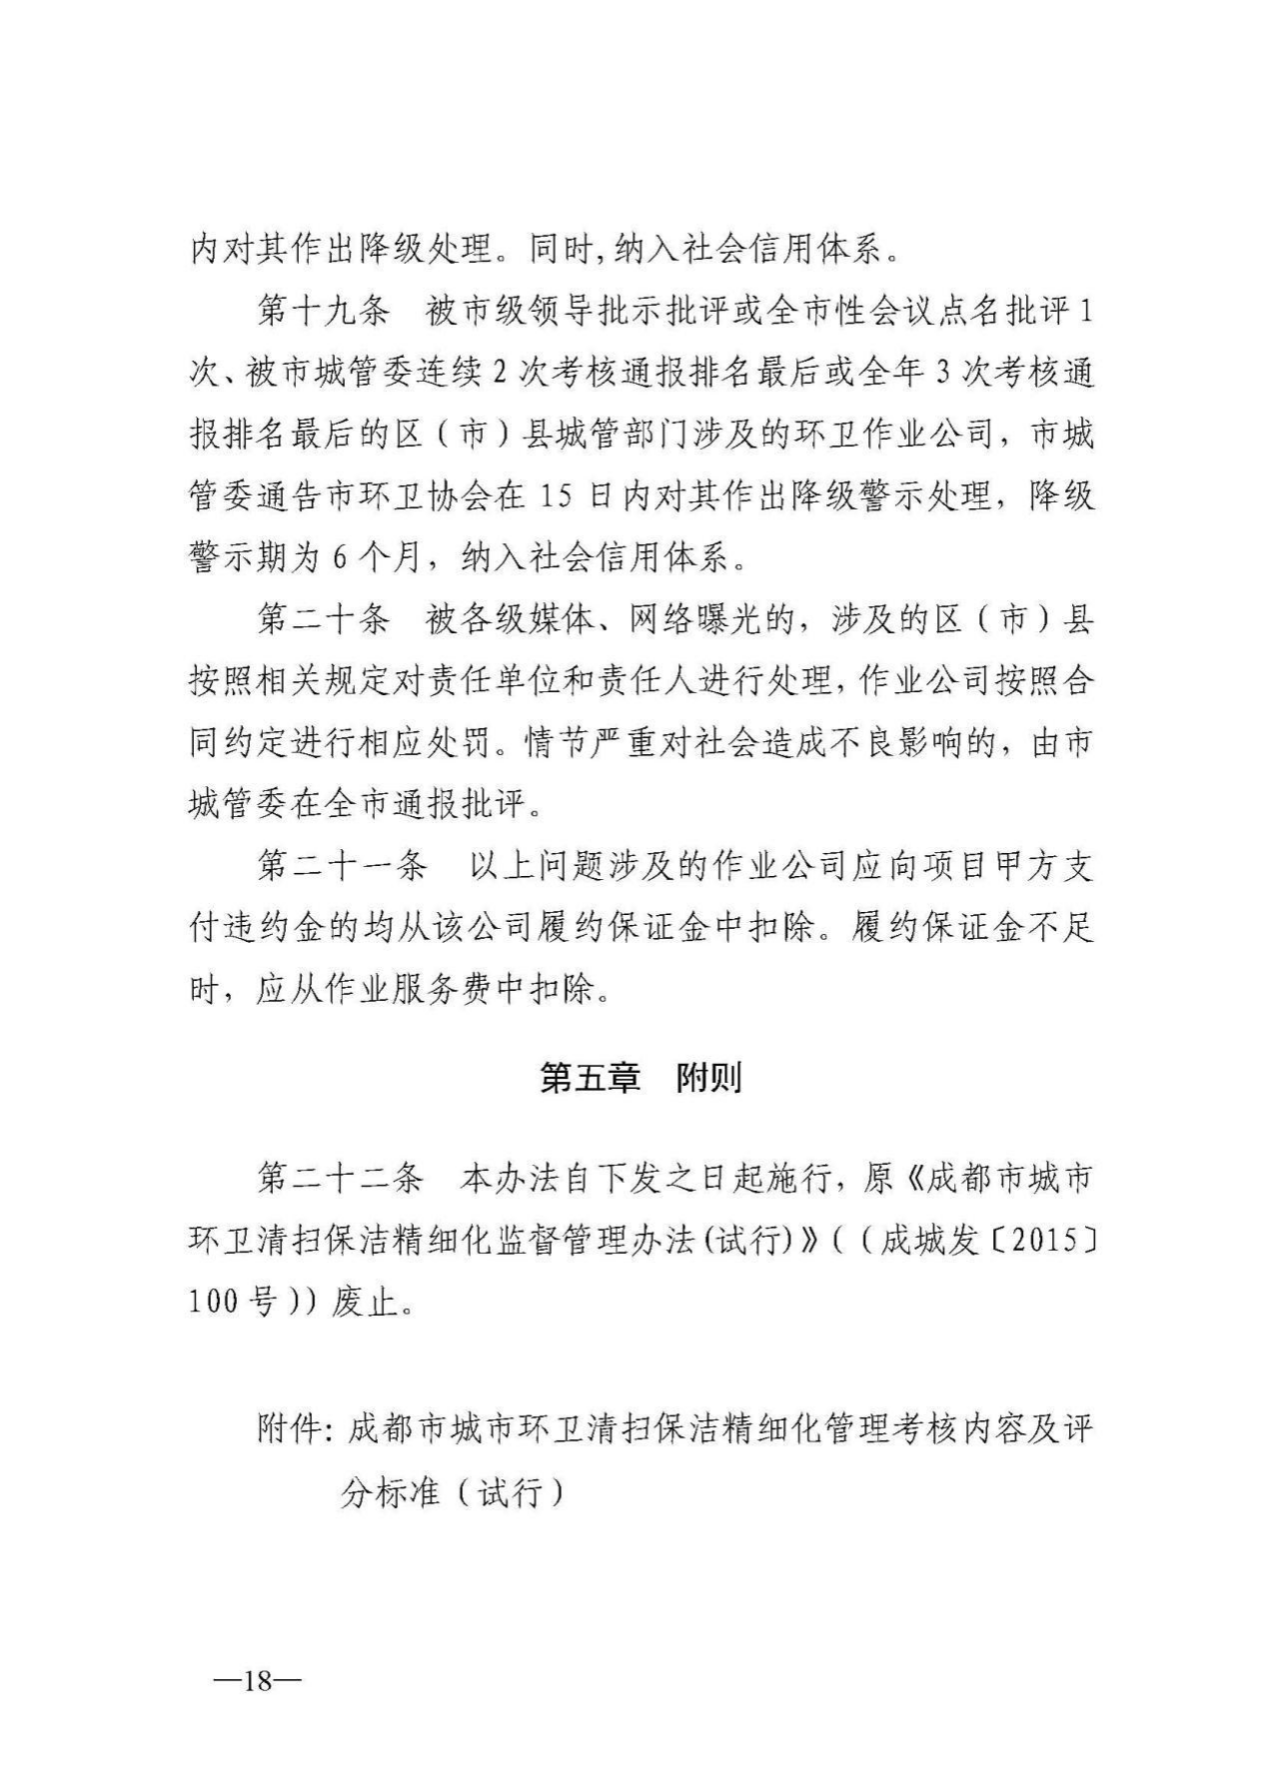 内对其作出降级处理。同时,纳入社会信用体系。
第十九条　被市级领导批示批评或全市性会议点名批评1
次、被市城管委连续2次考核通报排名最后或全年3次考核通
报排名最后的区（市）县城管部门涉及的环卫作业公司，市城
管委通告市环卫协会在 15 日内对其作出降级警示处理，降级
警示期为 6 个月，纳入社会信用体系。
第二十条　被各级媒体、网络曝光的，涉及的区（市）县
按照相关规定对责任单位和责任人进行处理,作业公司按照合
同约定进行相应处罚。情节严重对社会造成不良影响的，由市
城管委在全市通报批评。
第二十一条　以上问题涉及的作业公司应向项目甲方支
付违约金的均从该公司履约保证金中扣除。履约保证金不足
时，应从作业服务费中扣除。
第五章　附则
第二十二条　本办法自下发之日起施行，原《成都市城市
环卫清扫保洁精细化监督管理办法(试行)》(（成城发〔2015〕
100号)）废止。
附件: 成都市城市环卫清扫保洁精细化管理考核内容及评
分标准（试行）
—18—